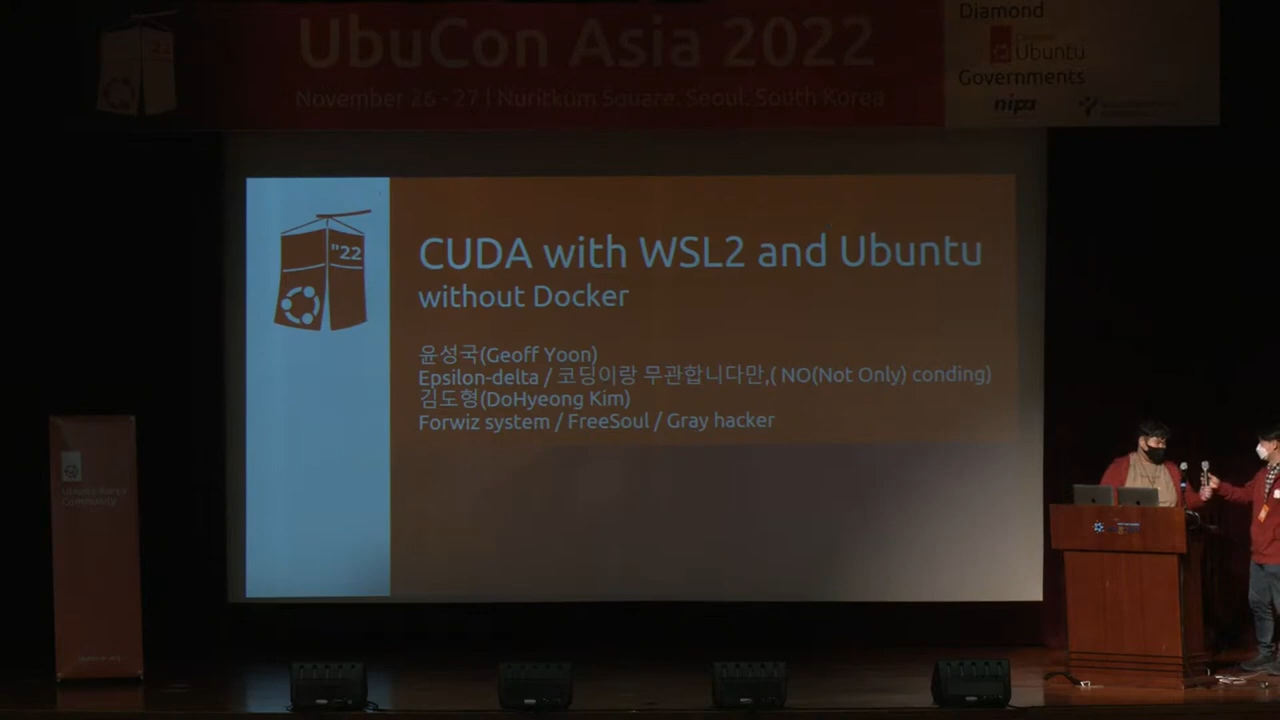 UbuCon Asia 2022
November 26 - 27 | Nuritkum Square, Seoul, South Korea
Diamond
Ubuntu
Governments
nipa
"22
CUDA with WSL2 and Ubuntu
without Docker
윤성국(Geoff Yoon)
Epsilon-delta / 코딩이랑 무관합니다만,( NO(Not Only) conding)
김도형(DoHyeong Kim)
Forwiz system / FreeSoul / Gray hacker
Ubuntu Korea
Community